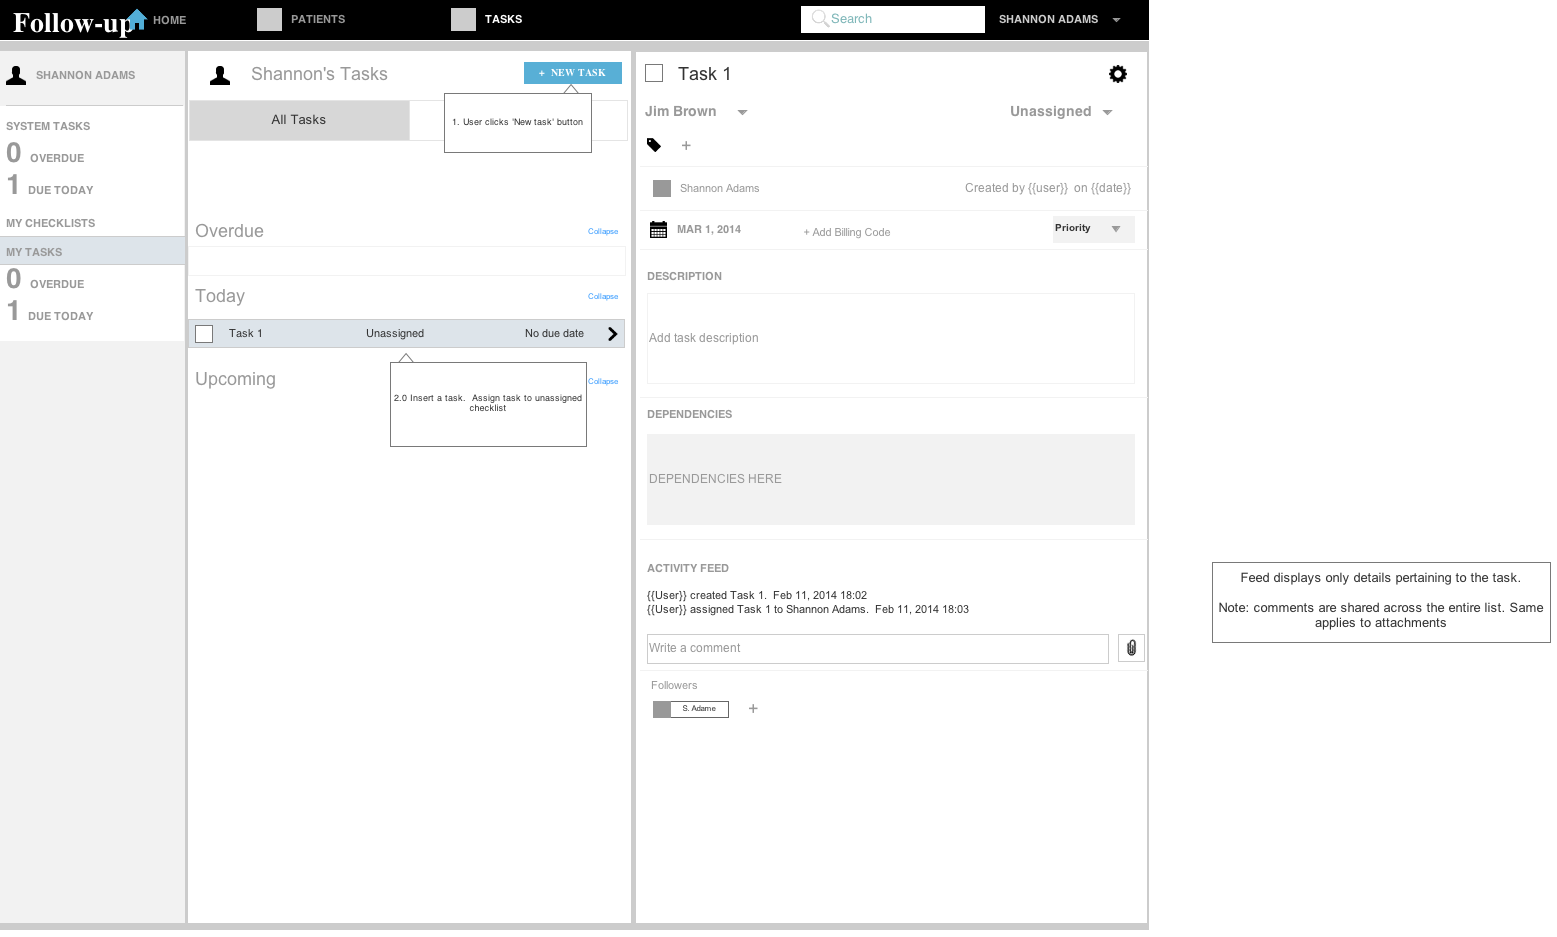 Follow-up
HOME
PATIENTS
TASKS
Search
SHANNON ADAMS
SHANNON ADAMS
SYSTEM TASKS
0 OVERDUE
1 DUE TODAY
MY CHECKLISTS
MY TASKS
0 OVERDUE
1 DUE TODAY
Shannon's Tasks
+ NEW TASK
All Tasks
1. User clicks 'New task' button
Overdue
Collapse
Today
Collapse
Task 1 Unassigned No due date
Upcoming
Collapse
2.0 Insert a task. Assign task to unassigned
checklist
Task 1
Jim Brown
Unassigned
+
Shannon Adams
Created by {{user}} on {{date}}
MAR 1, 2014
+ Add Billing Code
Priority
DESCRIPTION
Add task description
DEPENDENCIES
DEPENDENCIES HERE
ACTIVITY FEED
{{User}} created Task 1. Feb 11, 2014 18:02
{{User}} assigned Task 1 to Shannon Adams. Feb 11, 2014 18:03
Write a comment
Followers
S. Adame
+
Feed displays only details pertaining to the task.
Note: comments are shared across the entire list. Same
applies to attachments